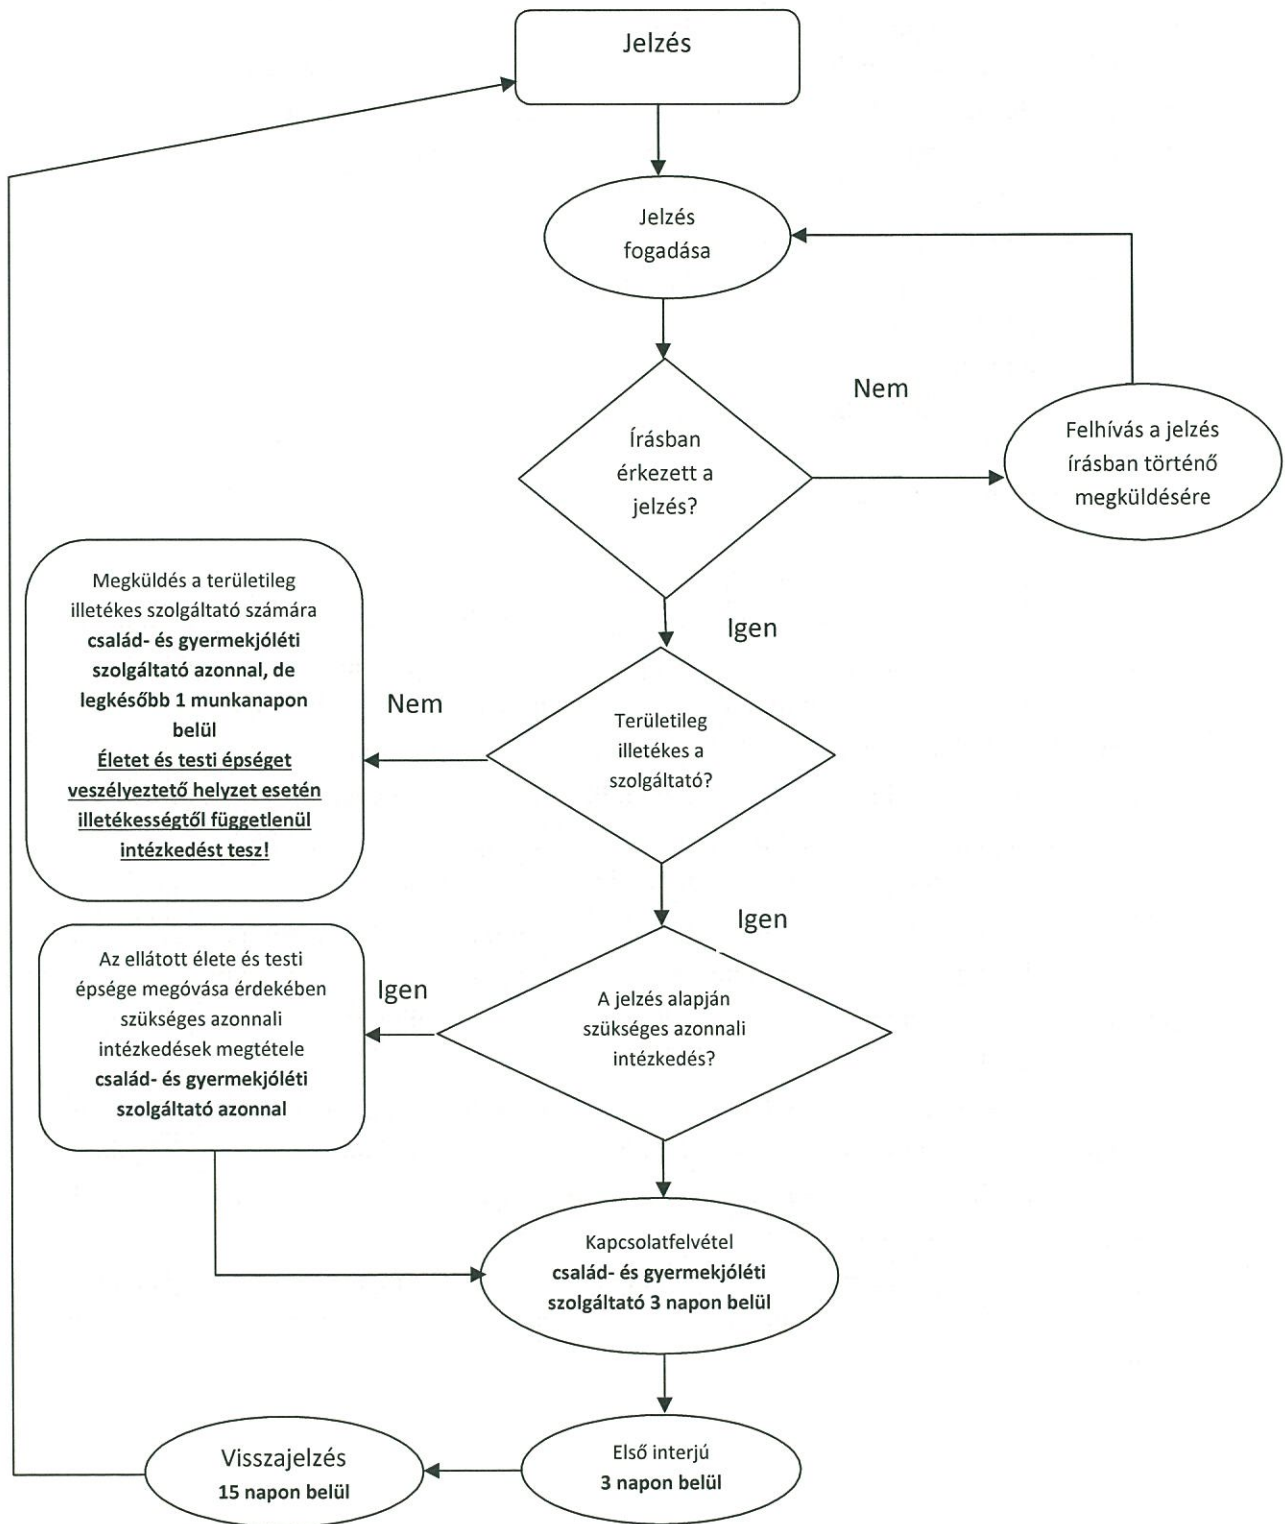 Jelzés
Jelzés
fogadása
Írásban
érkezett a
jelzés?
Nem
Felhívás a jelzés
írásban történő
megküldésére
Igen
Területileg
illetékes a
szolgáltató?
Nem
Megküldés a területileg
illetékes szolgáltató számára
család- és gyermekjóléti
szolgáltató azonnal, de
legkésőbb 1 munkanapon
belül
Életet és testi épséget
veszélyeztető helyzet esetén
illetékességtől függetlenül
intézkedést tesz!
Igen
A jelzés alapján
szükséges azonnali
intézkedés?
Igen
Az ellátott élete és testi
épsége megóvása érdekében
szükséges azonnali
intézkedések megtétele
család- és gyermekjóléti
szolgáltató azonnal
Kapcsolatfelvétel
család- és gyermekjóléti
szolgáltató 3 napon belül
Első interjú
3 napon belül
Visszajelzés
15 napon belül